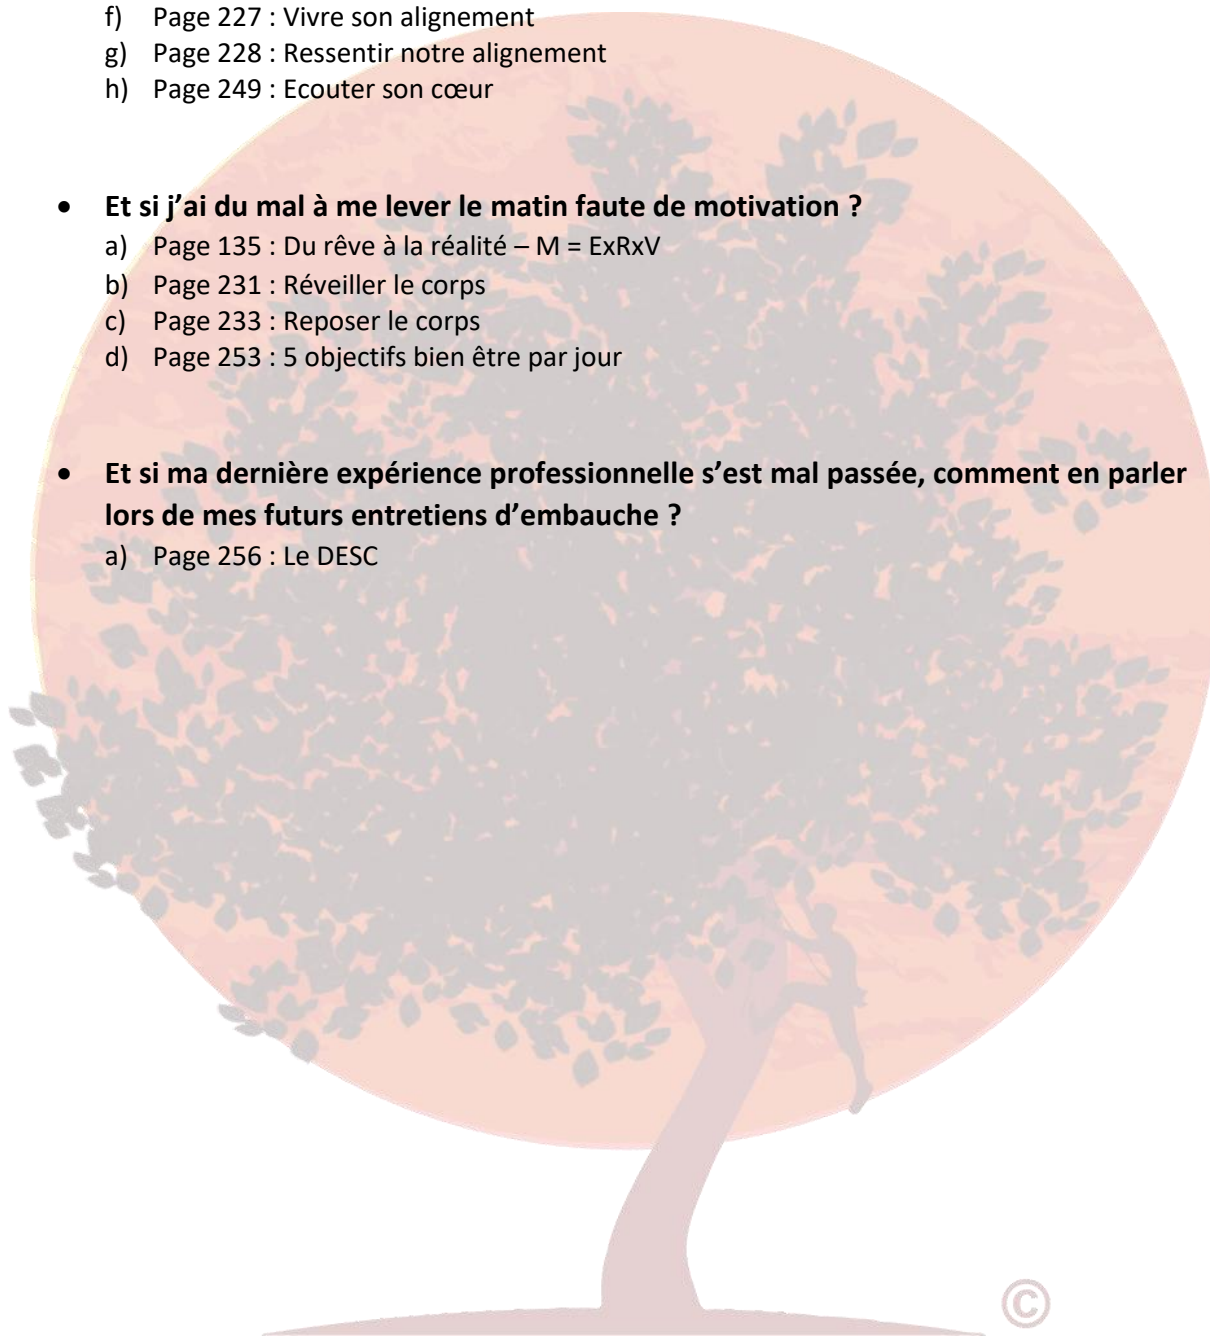 f) Page 227 : Vivre son alignement
g) Page 228 : Ressentir notre alignement
h) Page 249 : Ecouter son cœur
• Et si j’ai du mal à me lever le matin faute de motivation ?
a) Page 135 : Du rêve à la réalité – M = ExRxV
b) Page 231 : Réveiller le corps
c) Page 233 : Reposer le corps
d) Page 253 : 5 objectifs bien être par jour
• Et si ma dernière expérience professionnelle s’est mal passée, comment en parler
lors de mes futurs entretiens d’embauche ?
a) Page 256 : Le DESC
©